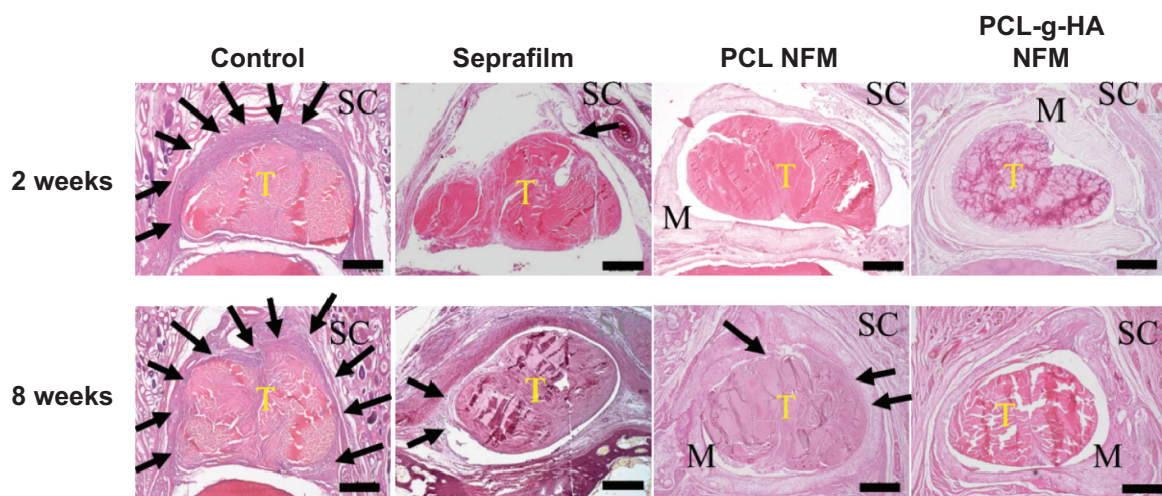 Control
Seprafilm
PCL NFM
PCL-g-HA
NFM
2 weeks
SC
T
SC
T
SC
T
M
M
SC
T
8 weeks
SC
T
SC
T
SC
T
M
SC
T
M